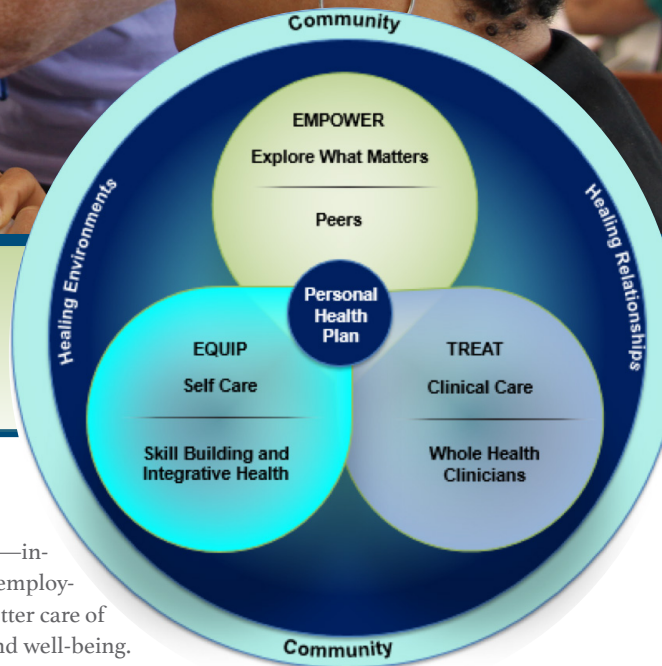 Community
EMPOWER
Explore What Matters
Peers
Healing Environments
Healing Relationships
Personal
Health
Plan
EQUIP
Self Care
Skill Building and
Integrative Health
TREAT
Clinical Care
Whole Health
Clinicians
Community
—in-
employ-
tter care of
nd well-being.